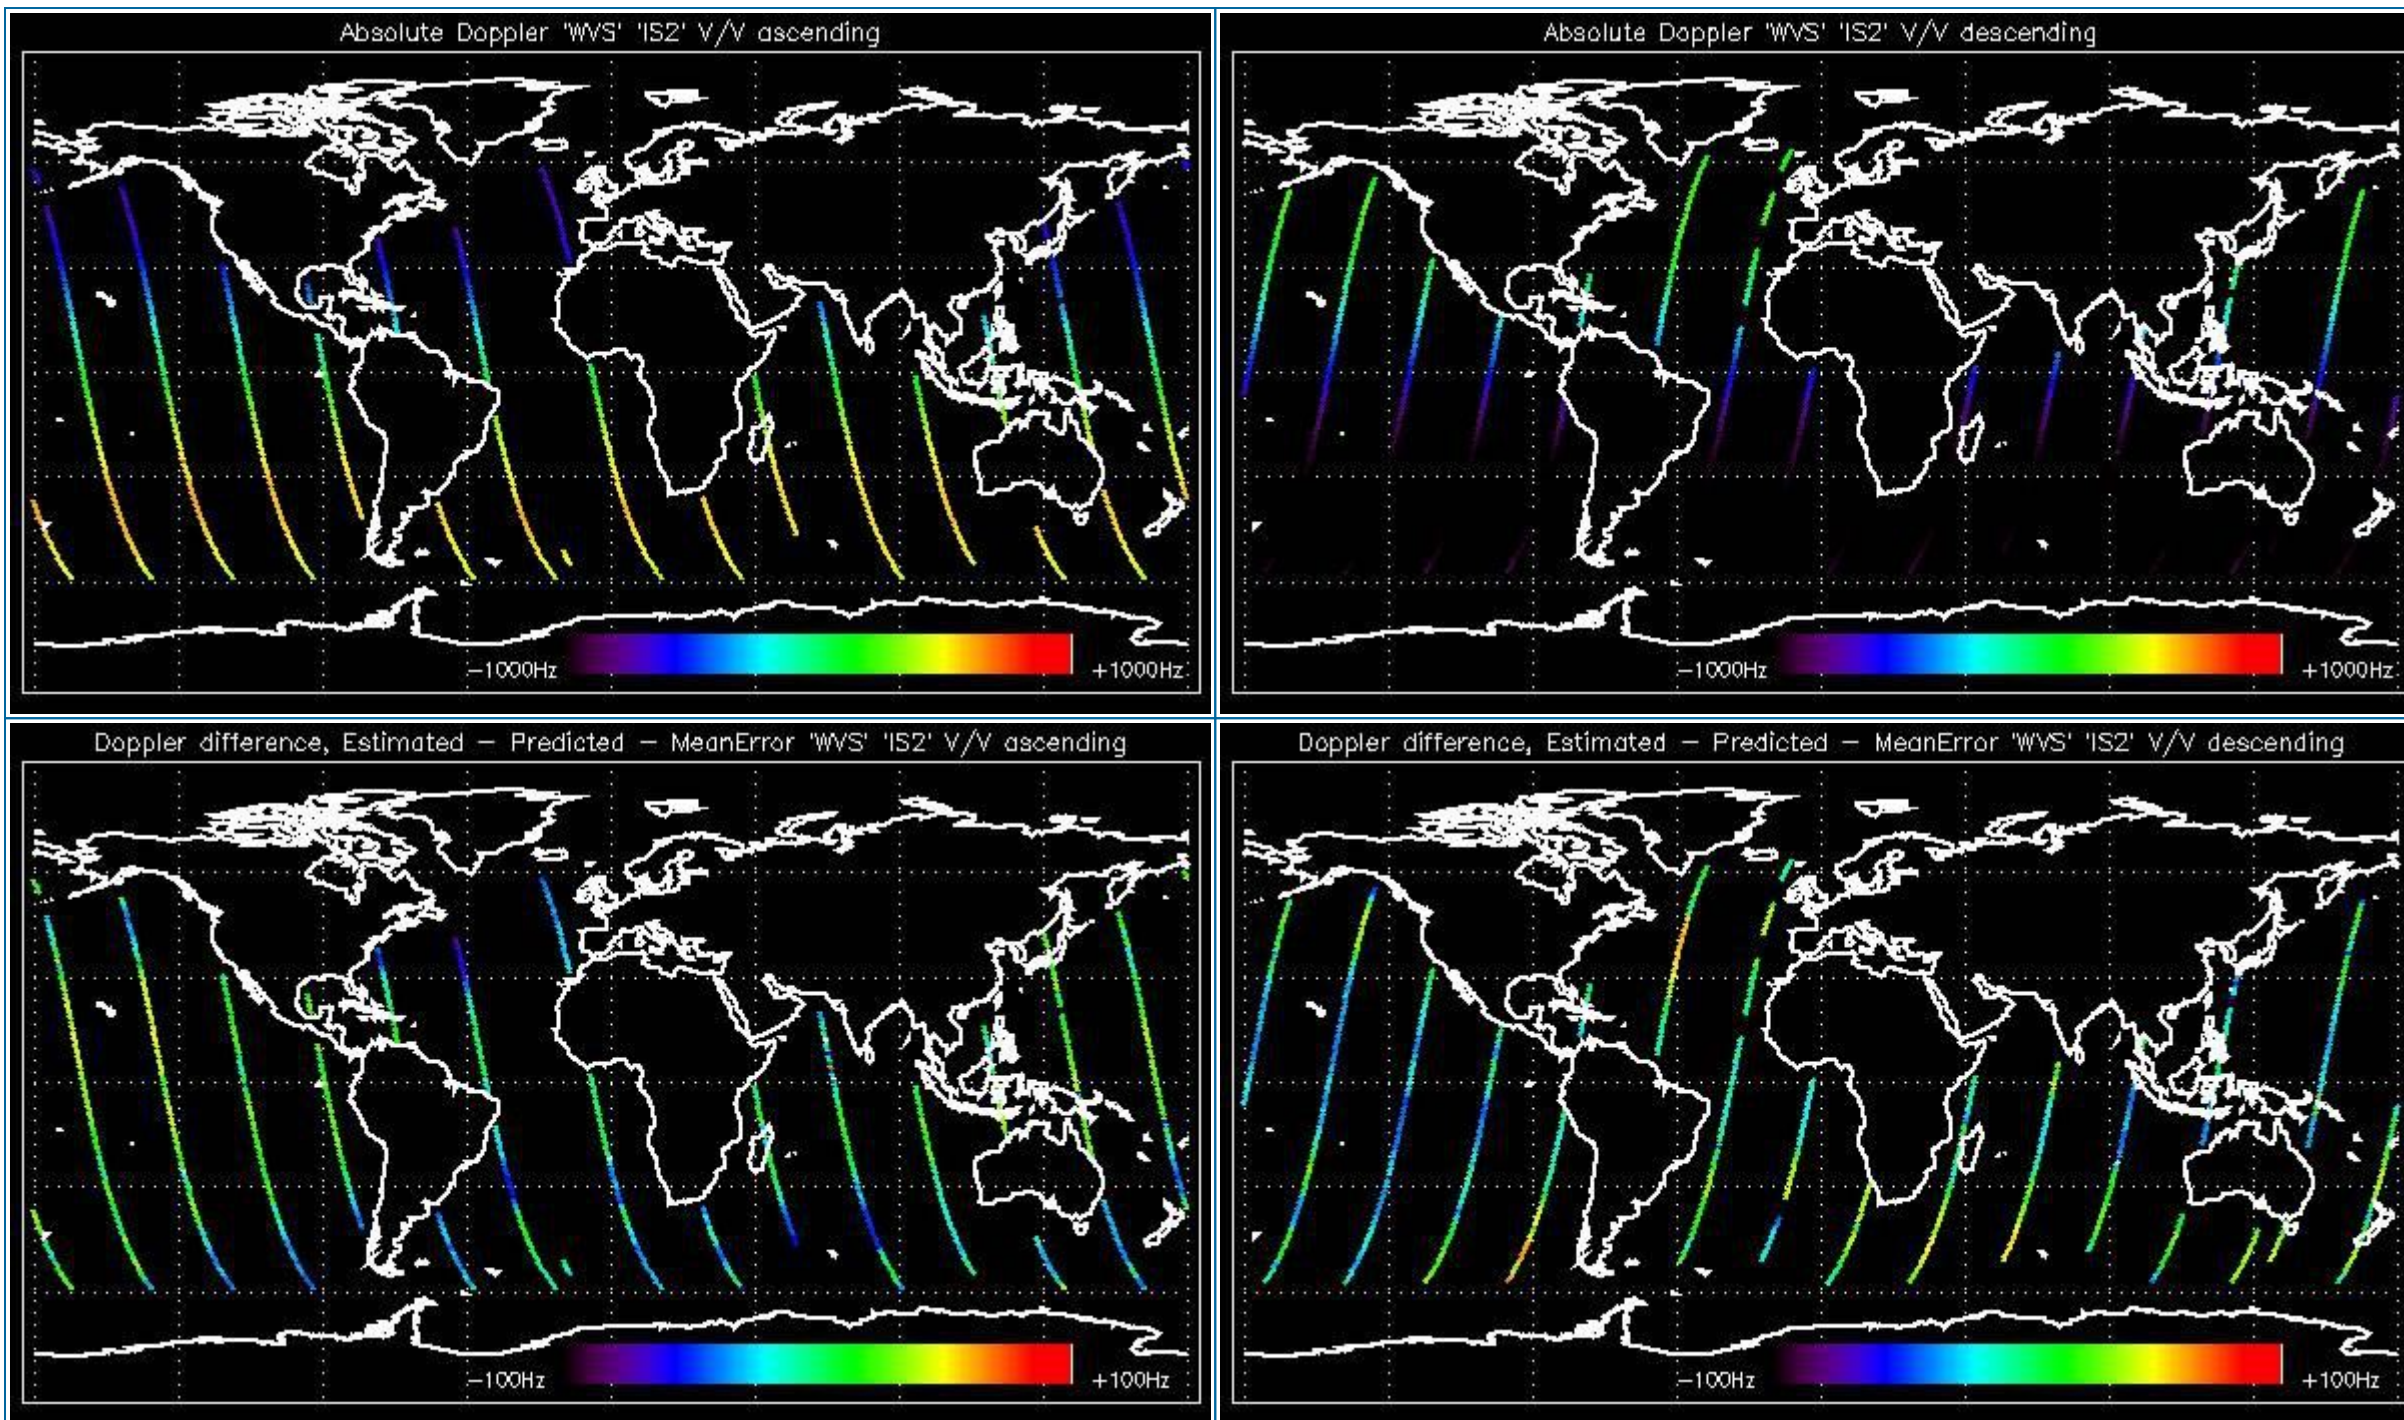 Absolute Doppler 'WVS' 'IS2' V/V ascending
-1000Hz
+1000Hz
Absolute Doppler 'WVS' 'IS2' V/V descending
-1000Hz
+1000Hz
Doppler difference, Estimated - Predicted - MeanError 'WVS' 'IS2' V/V ascending
-100Hz
+100Hz
Doppler difference, Estimated - Predicted - MeanError 'WVS' 'IS2' V/V descending
-100Hz
+100Hz